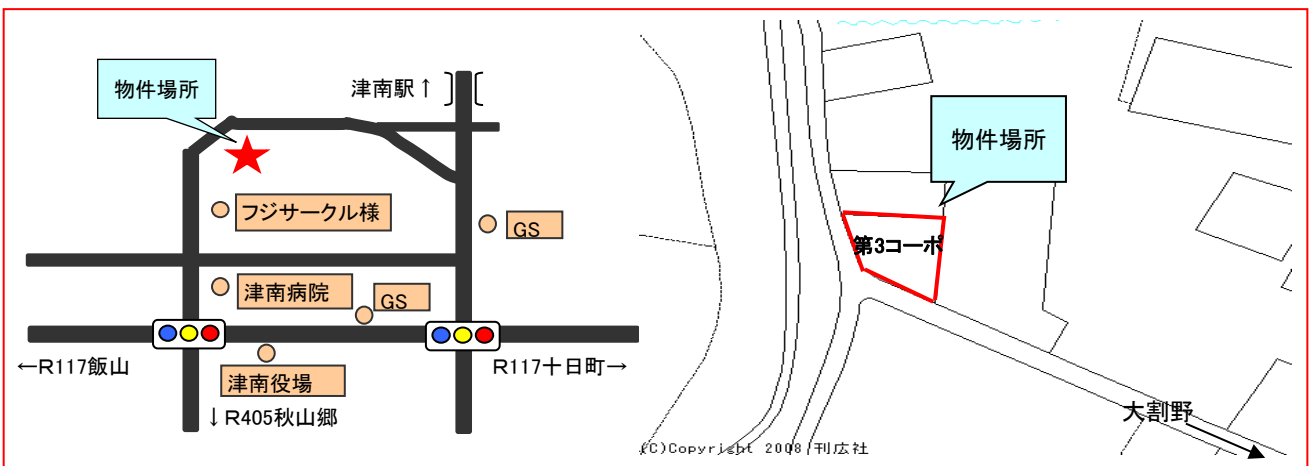 物件場所
津南駅↑
フジサークル様
GS
津南病院
GS
←R117飯山
R117十日町→
津南役場
↓R405秋山郷
物件場所
第3コーポ
大割野
(C)Copyright 2008 刊広社